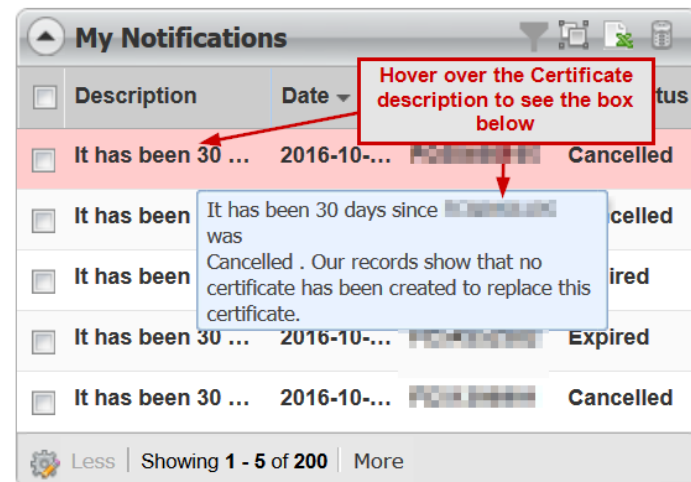 My Notifications
Hover over the Certificate
description to see the box
below
Description Date tus
It has been 30 ... 2016-10-... Cancelled
It has been celled
It has been 30 days since
was
Cancelled . Our records show that no
certificate has been created to replace this
certificate.
It has been ired
It has been 30 ... 2016-10-... Expired
It has been 30 ... 2016-10-... Cancelled
Less Showing 1 - 5 of 200 More